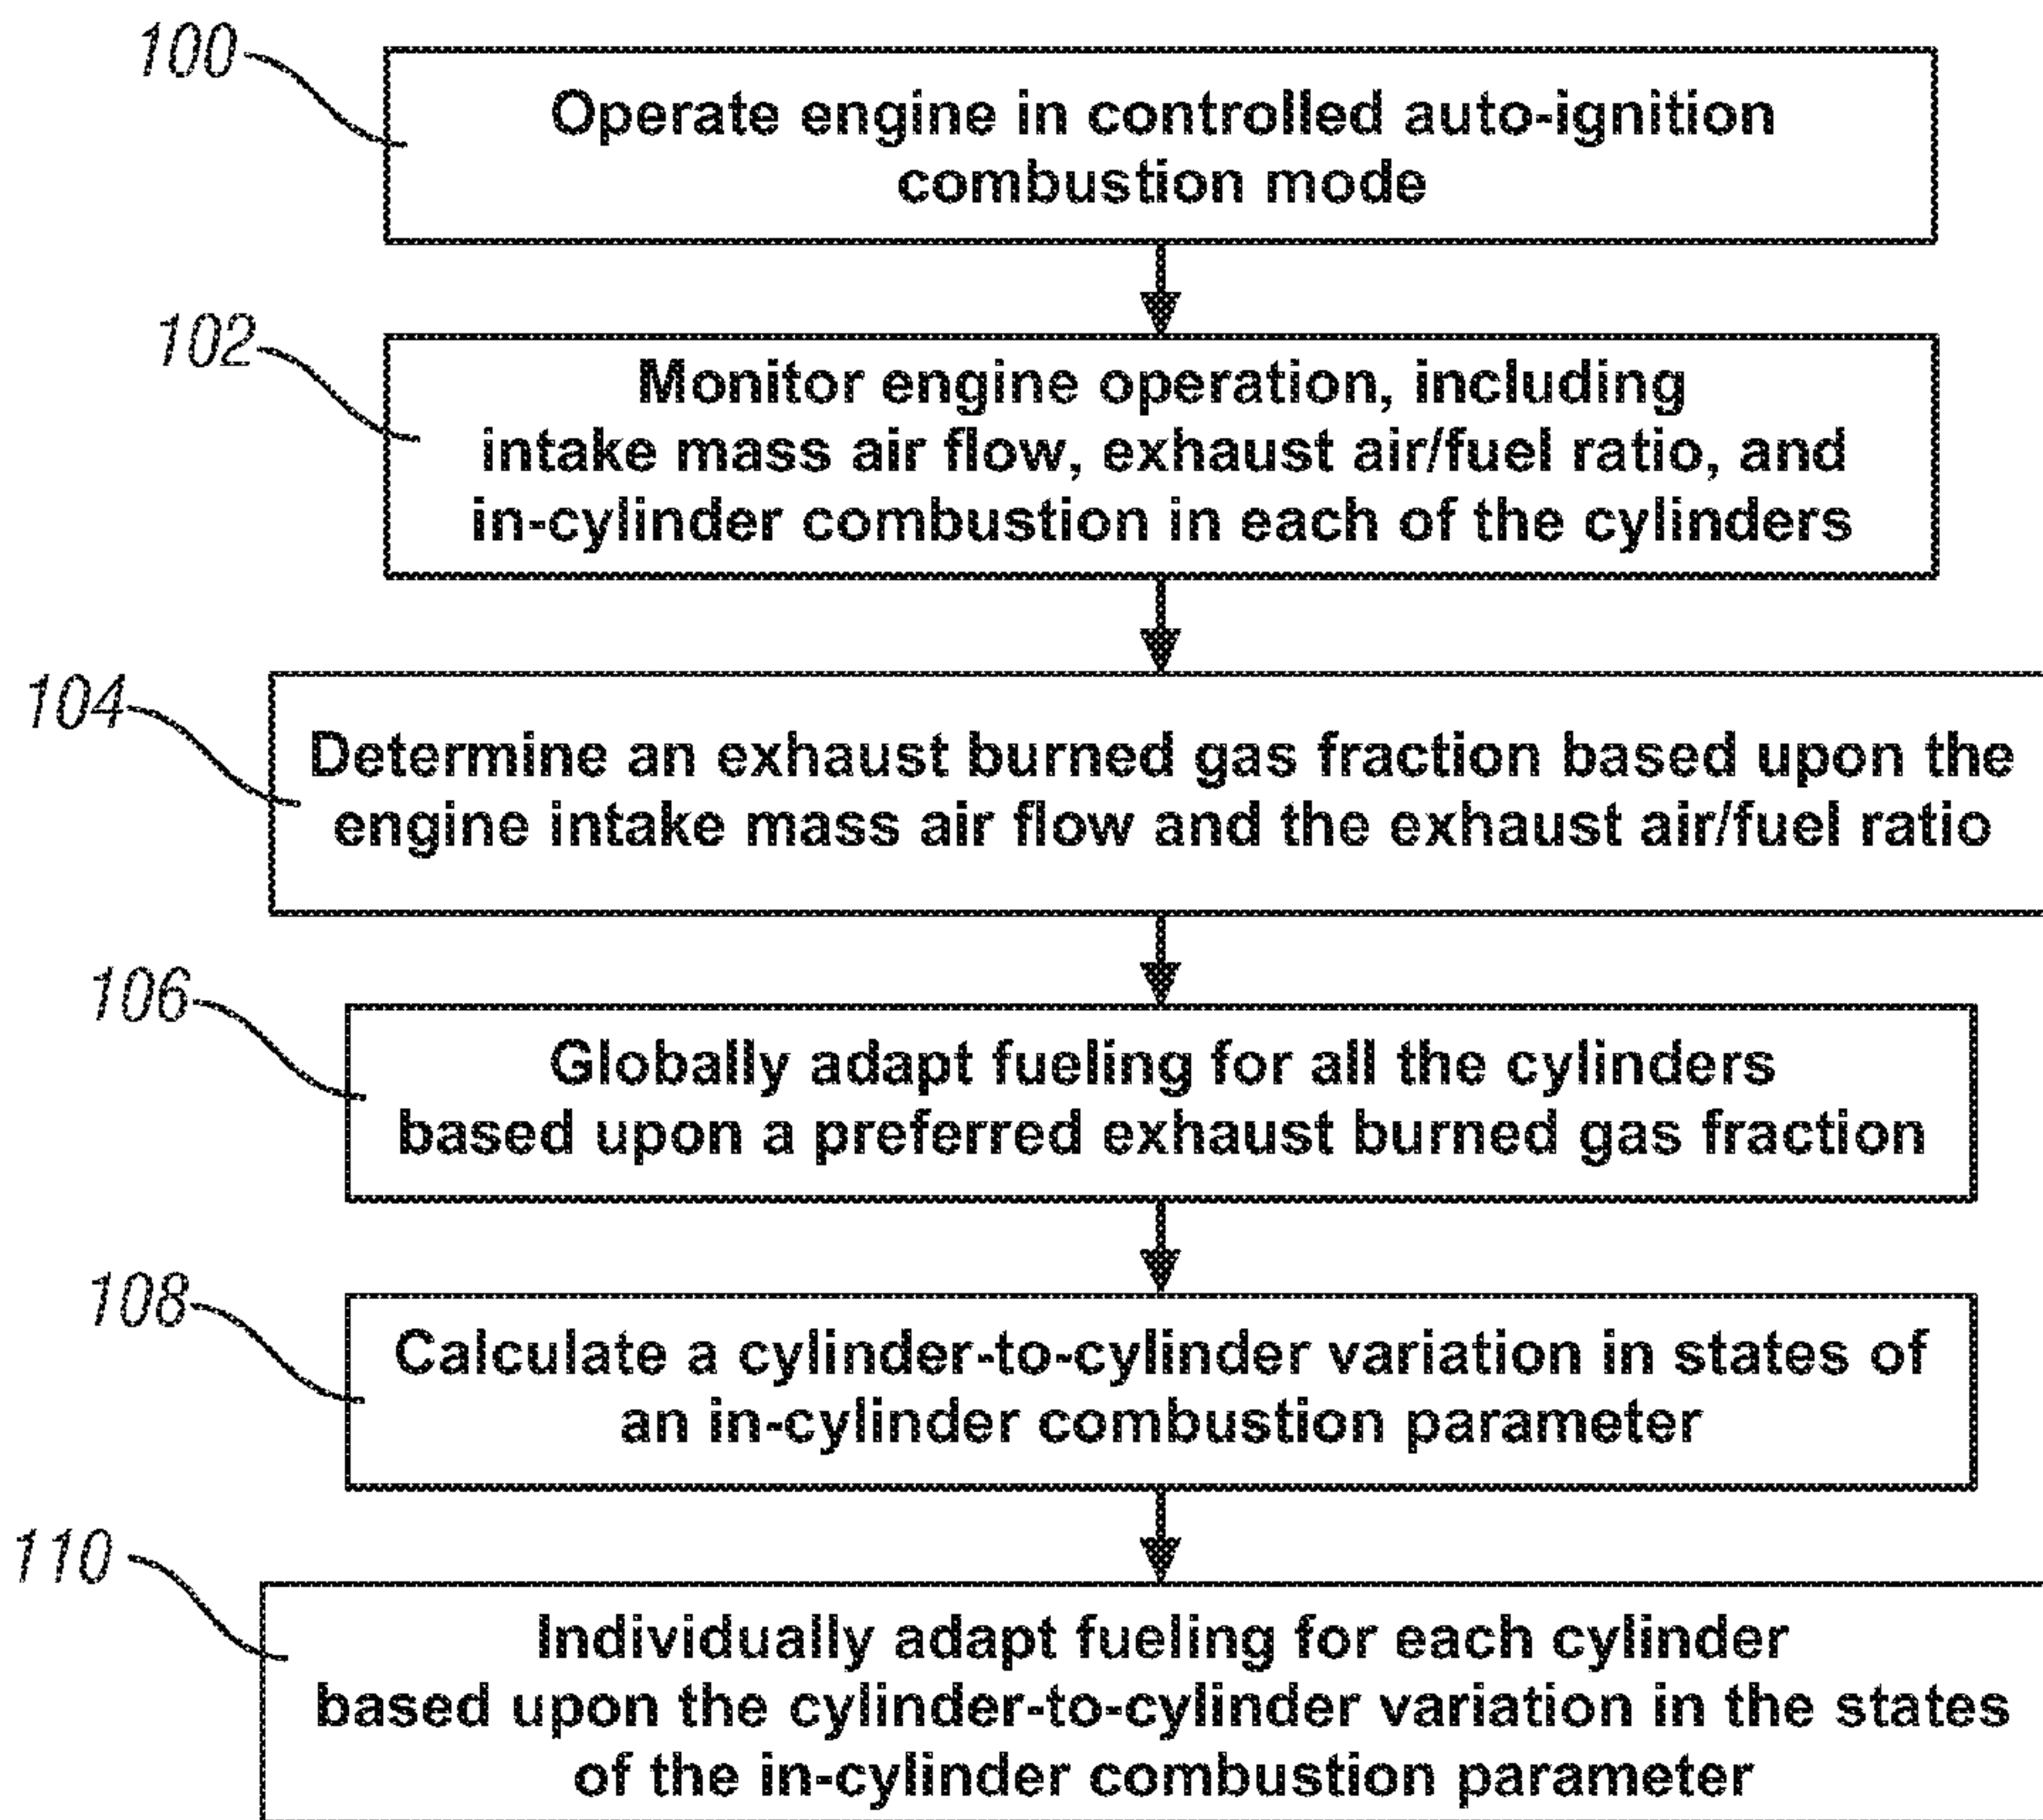 100
Operate engine in controlled auto-ignition
combustion mode
102
Monitor engine operation, including
intake mass air flow, exhaust air/fuel ratio, and
in-cylinder combustion in each of the cylinders
104
Determine an exhaust burned gas fraction based upon the
engine intake mass air flow and the exhaust air/fuel ratio
106
Globally adapt fueling for all the cylinders
based upon a preferred exhaust burned gas fraction
108
Calculate a cylinder-to-cylinder variation in states of
an in-cylinder combustion parameter
110
Individually adapt fueling for each cylinder
based upon the cylinder-to-cylinder variation in the states
of the in-cylinder combustion parameter